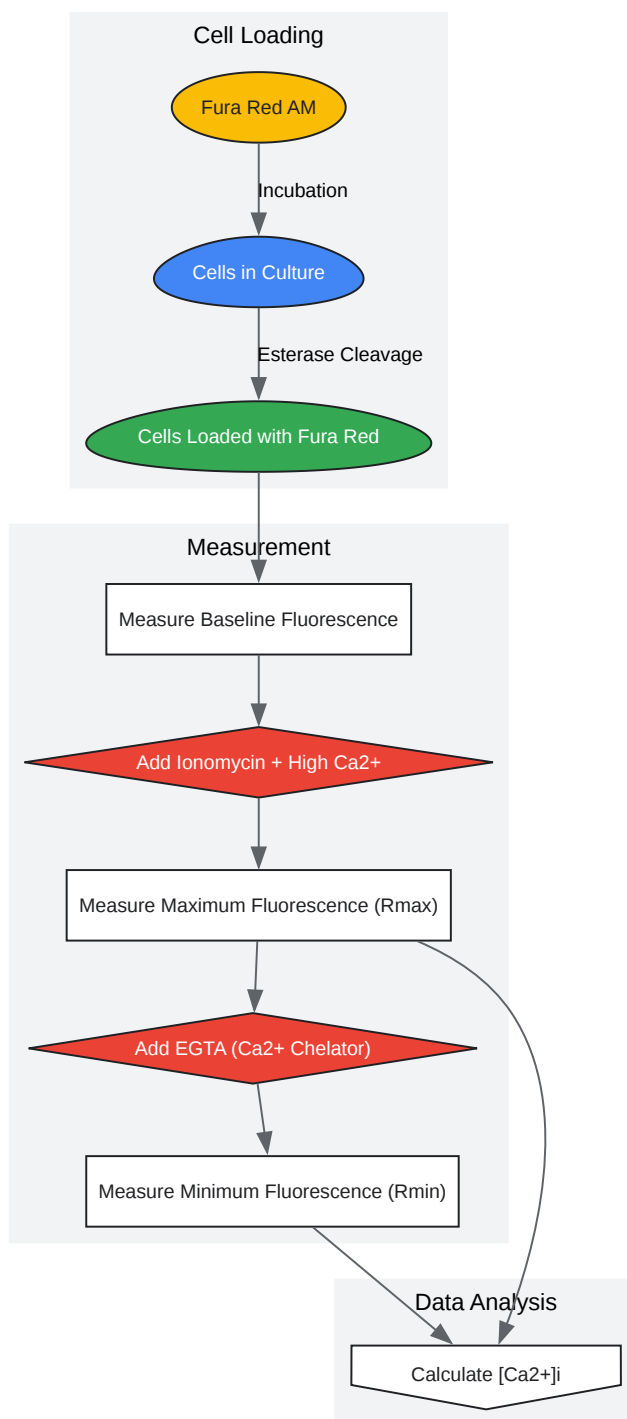 Cell Loading
Fura Red AM
Incubation
Cells in Culture
Esterase Cleavage
Cells Loaded with Fura Red
Measurement
Measure Baseline Fluorescence
Add Ionomycin + High Ca2+
Measure Maximum Fluorescence (Rmax)
Add EGTA (Ca2+ Chelator)
Measure Minimum Fluorescence (Rmin)
Data Analysis
Calculate [Ca2+]i